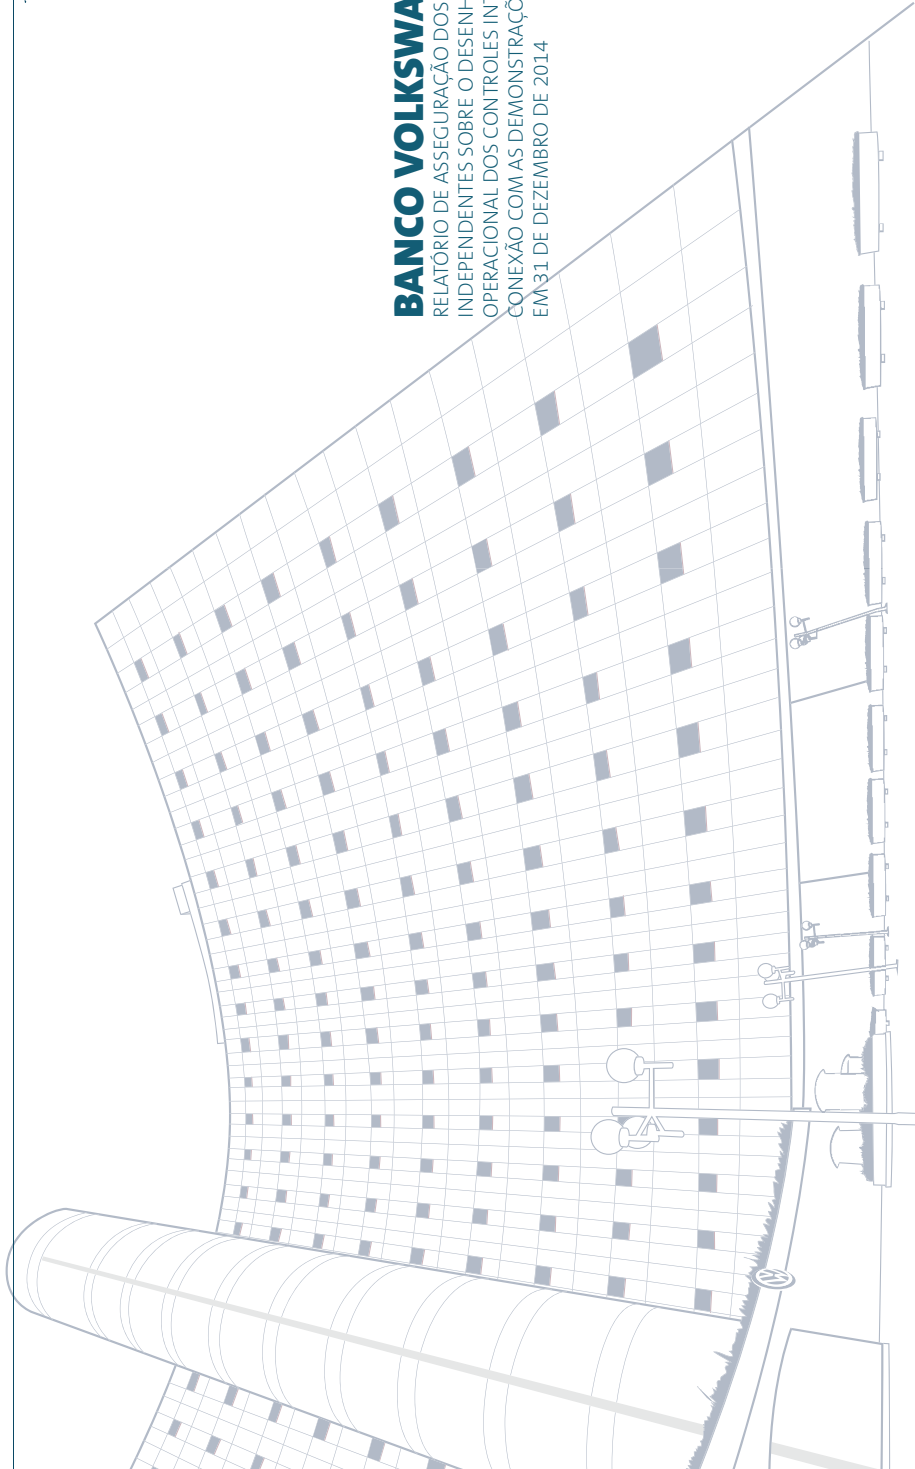 BANCO VOLKSWA
RELATÓRIO DE ASSEGURAÇÃO DOS
INDEPENDENTES SOBRE O DESENH
OPERACIONAL DOS CONTROLES INT
CONEXÃO COM AS DEMONSTRAÇÕ
EM 31 DE DEZEMBRO DE 2014